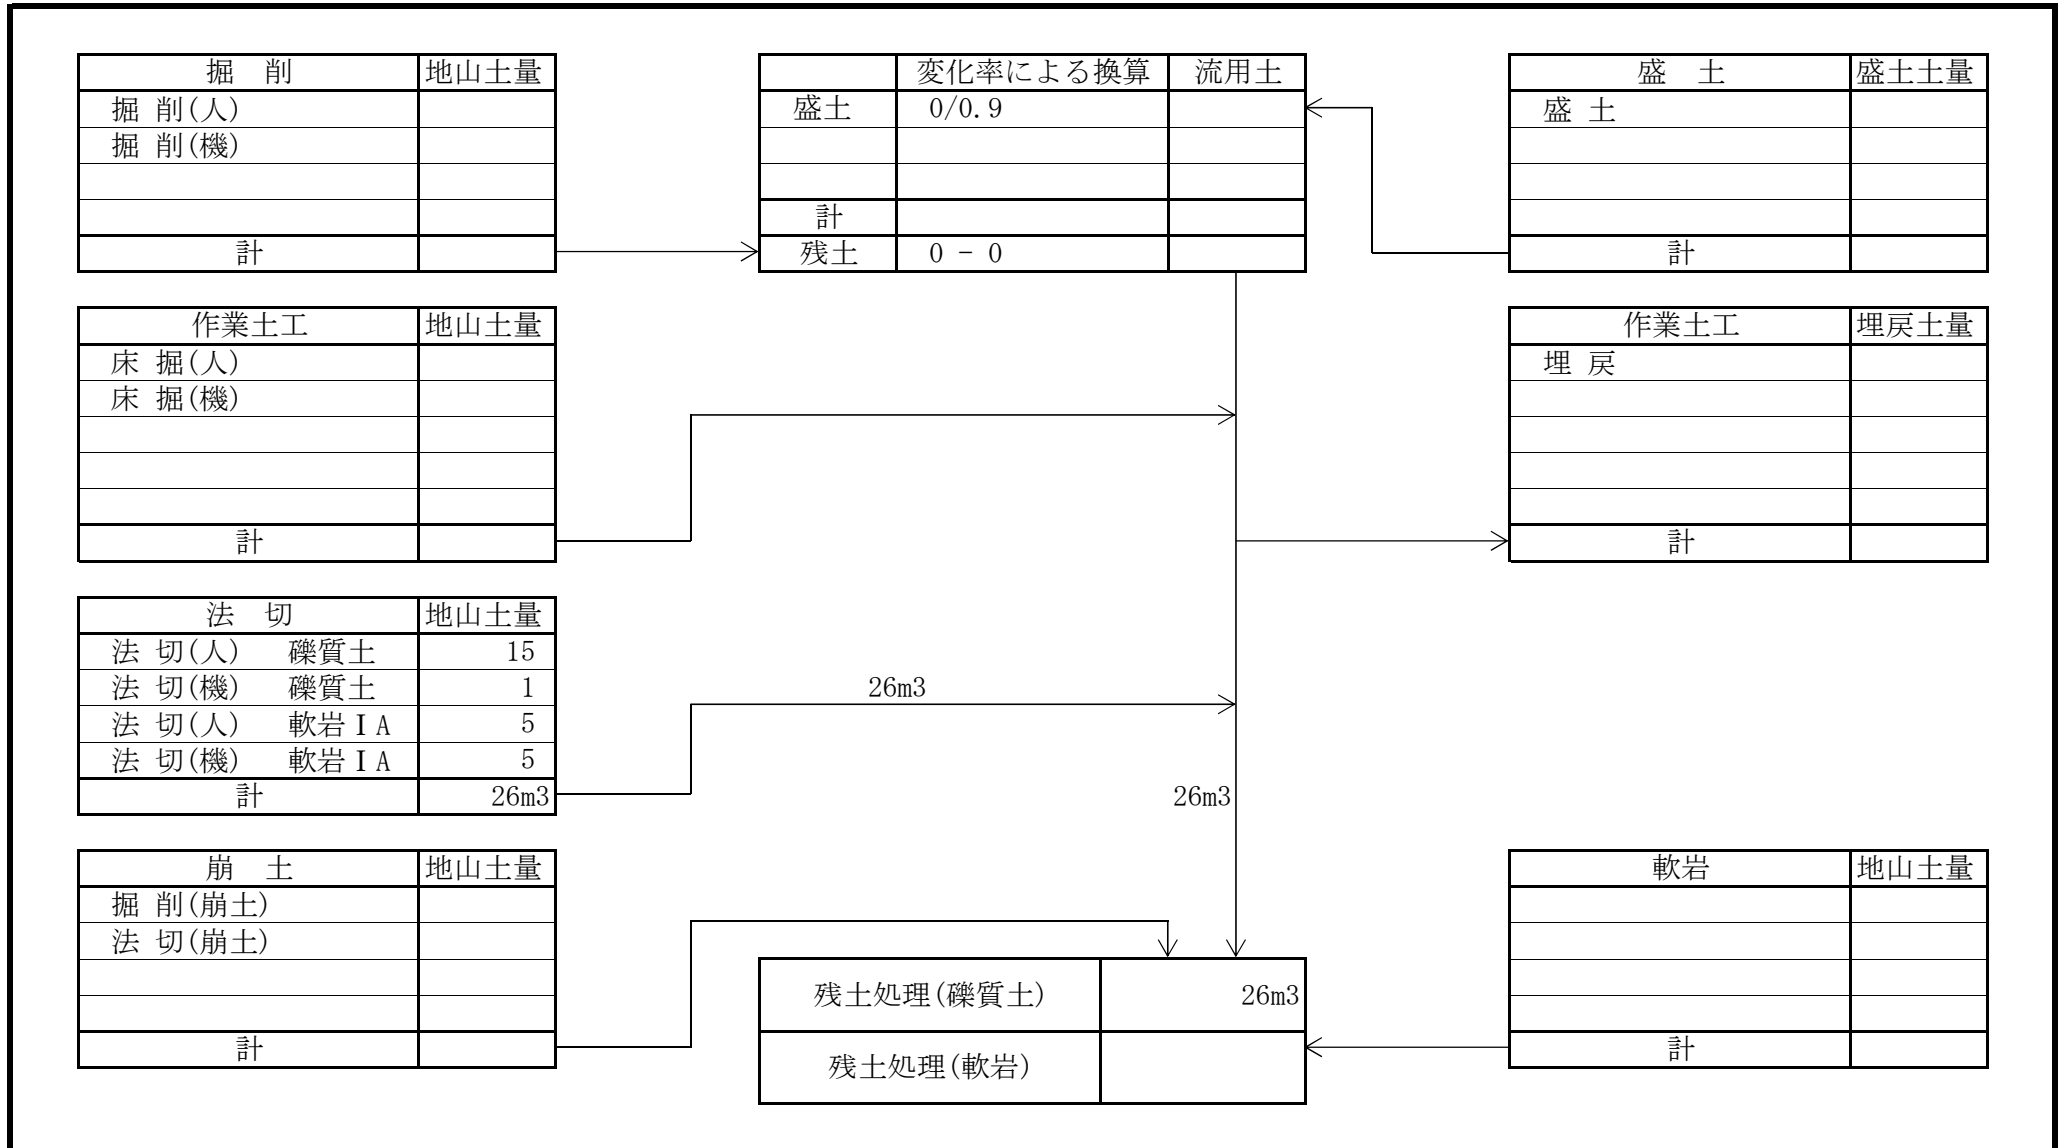 掘 削 地山土量
掘 削(人)
掘 削(機)
計
変化率による換算 流用土
盛土 0/0.9
計
残土 0 - 0
盛 土 盛土土量
盛 土
計
作業土工 地山土量
床 掘(人)
床 掘(機)
計
作業土工 埋戻土量
埋 戻
計
法 切 地山土量
法 切(人) 礫質土 15
法 切(機) 礫質土 1
法 切(人) 軟岩ⅠA 5
法 切(機) 軟岩ⅠA 5
計 26m3
26m3
26m3
崩 土 地山土量
掘 削(崩土)
法 切(崩土)
計
残土処理(礫質土) 26m3
残土処理(軟岩)
軟岩 地山土量
計